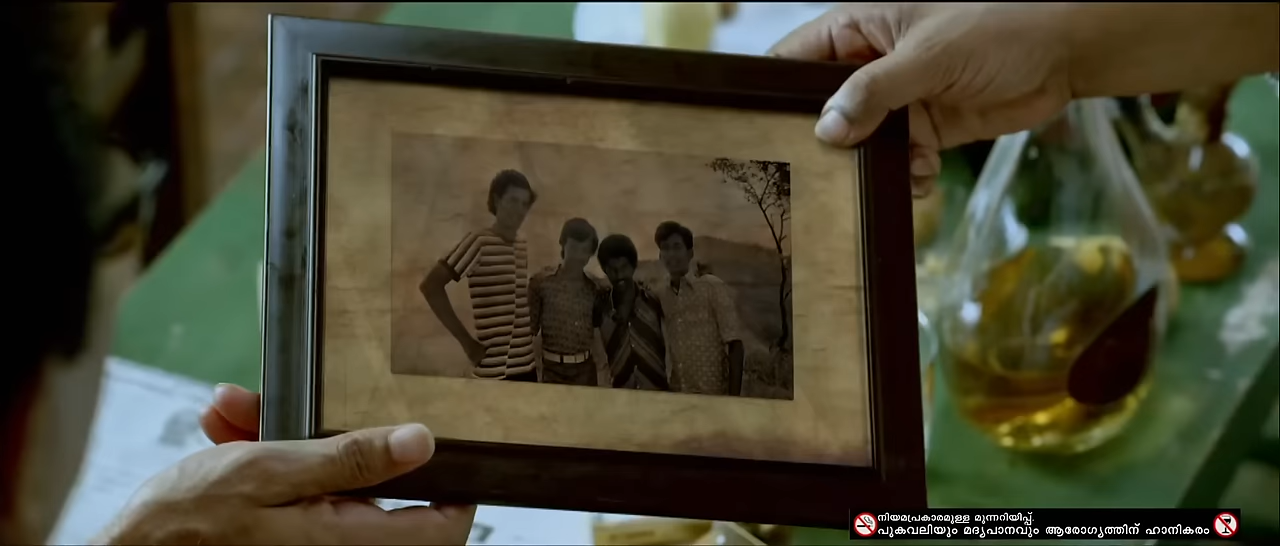 നിയമപ്രകാരമുള്ള മുന്നറിയിപ്പ്.
പുകവലിയും മദ്യപാനവും ആരോഗ്യത്തിന് ഹാനികരം